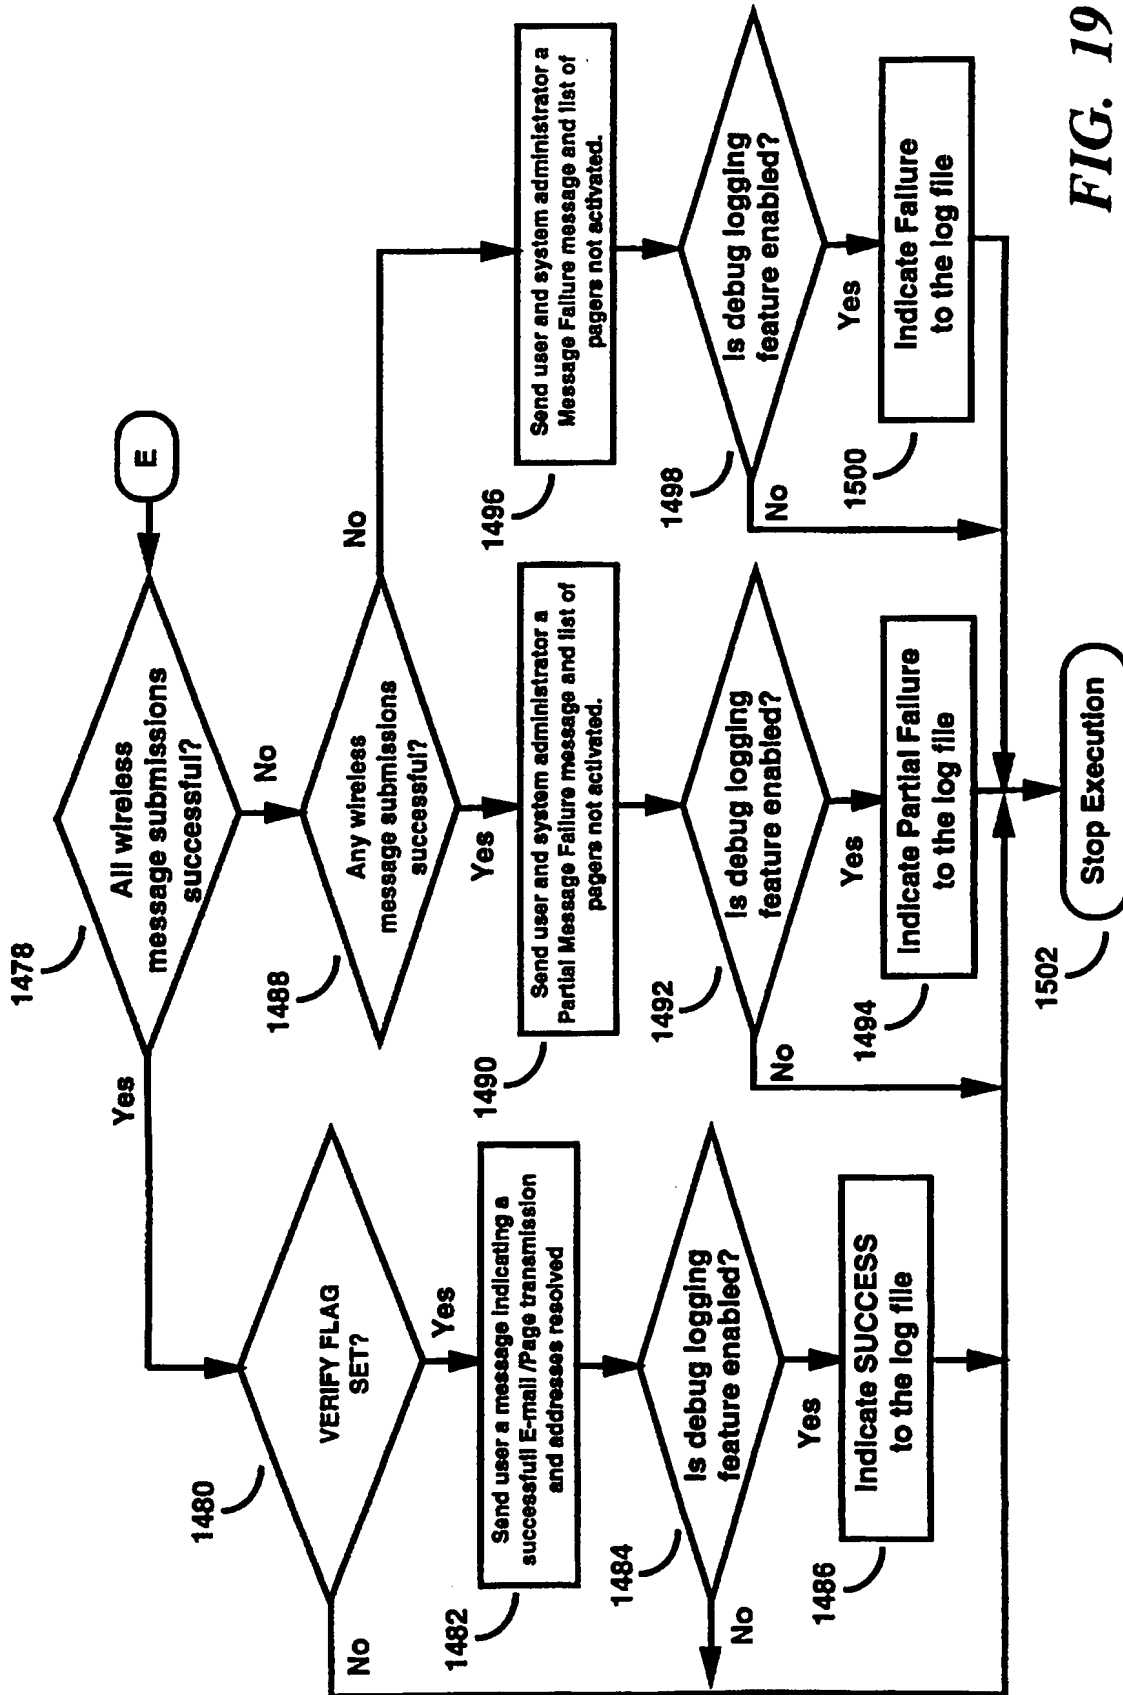 E
1478
All wireless
message submissions
successful?
Yes
No
1480
VERIFY FLAG
SET?
No
Yes
1482
Send user a message indicating a
successfull E-mail /Page transmission
and addresses resolved
1484
Is debug logging
feature enabled?
No
Yes
1486
Indicate SUCCESS
to the log file
1488
Any wireless
message submissions
successful?
Yes
No
1490
Send user and system administrator a
Partial Message Failure message and list of
pagers not activated.
1492
Is debug logging
feature enabled?
No
Yes
1494
Indicate Partial Failure
to the log file
1496
Send user and system administrator a
Message Failure message and list of
pagers not activated.
1498
Is debug logging
feature enabled?
No
Yes
1500
Indicate Failure
to the log file
1502
Stop Execution
FIG. 19